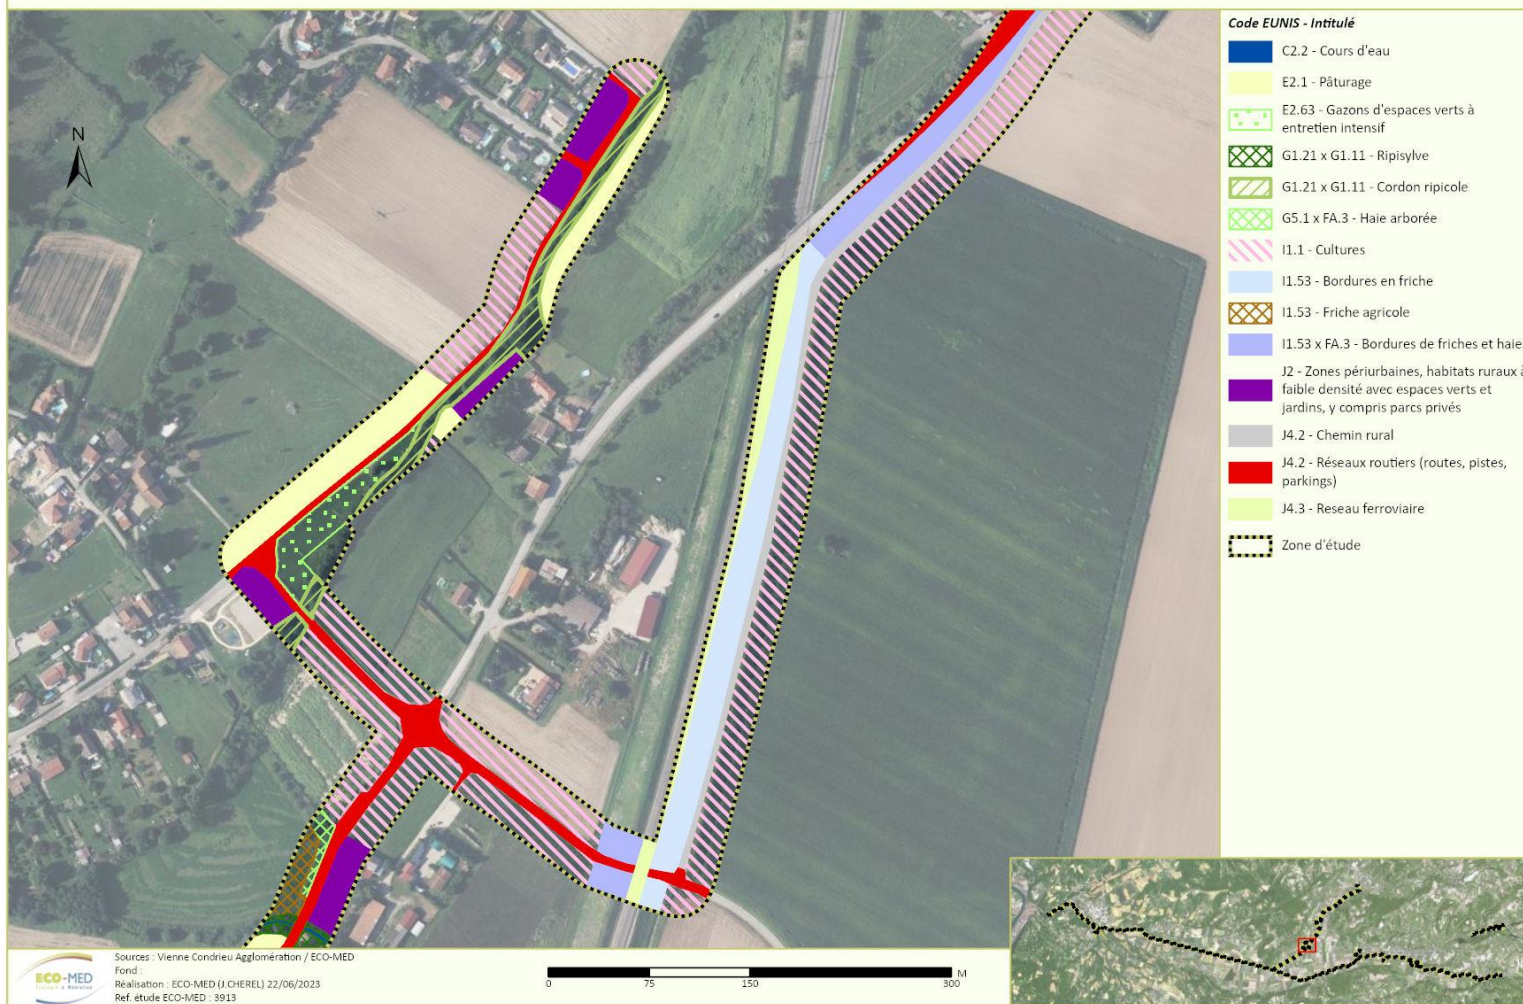 Code EUNIS - Intitulé
C2.2 - Cours d'eau
E2.1 - Pâturage
E2.63 - Gazons d'espaces verts à
entretien intensif
G1.21 x G1.11 - Ripisylve
G1.21 x G1.11 - Cordon ripicole
G5.1 x FA.3 - Haie arborée
I1.1 - Cultures
I1.53 - Bordures en friche
I1.53 - Friche agricole
I1.53 x FA.3 - Bordures de friches et haie
J2 - Zones périurbaines, habitats ruraux à
faible densité avec espaces verts et
jardins, y compris parcs privés
J4.2 - Chemin rural
J4.2 - Réseaux routiers (routes, pistes,
parkings)
J4.3 - Reseau ferroviaire
Zone d'étude
N
ECO-MED
Ecologie & Médiation
Sources : Vienne Condrieu Agglomération / ECO-MED
Fond :
Réalisation : ECO-MED (J.CHEREL) 22/06/2023
Ref. étude ECO-MED : 3913
M
0 75 150 300